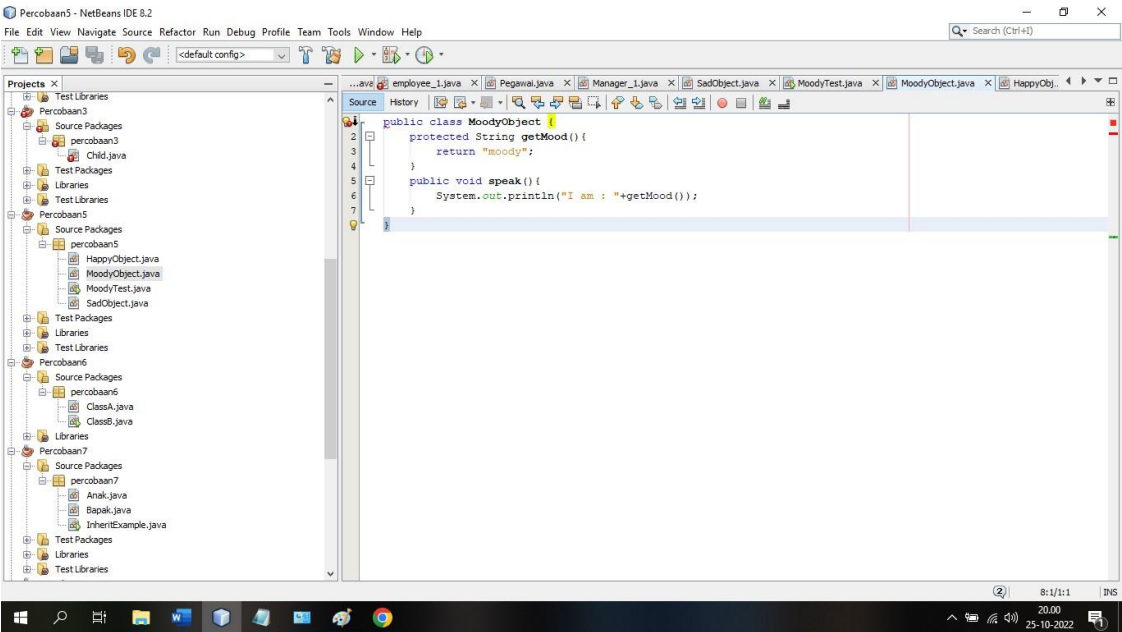 Percobaan5 - NetBeans IDE 8.2
File Edit View Navigate Source Refactor Run Debug Profile Team Tools Window Help
Search (Ctrl+I)
<default config>
Projects
...ava employee_1.java Pegawai.java Manager_1.java SadObject.java MoodyTest.java MoodyObject.java HappyObj...
Source History
Test Libraries
Percobaan3
Source Packages
percobaan3
Child.java
Test Packages
Libraries
Test Libraries
Percobaan5
Source Packages
percobaan5
HappyObject.java
MoodyObject.java
MoodyTest.java
SadObject.java
Test Packages
Libraries
Test Libraries
Percobaan6
Source Packages
percobaan6
ClassA.java
ClassB.java
Libraries
Percobaan7
Source Packages
percobaan7
Anak.java
Bapak.java
InheritExample.java
Test Packages
Libraries
Test Libraries
public class MoodyObject {
2 protected String getMood(){
3 return "moody";
4 }
5 public void speak(){
6 System.out.println("I am : "+getMood());
7 }
}
2 8:1/1:1 INS
20.00
25-10-2022